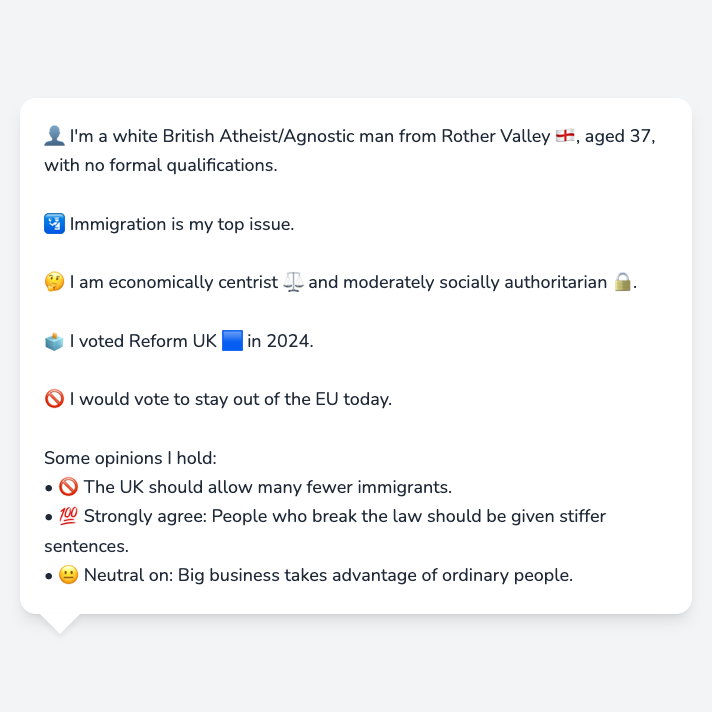 👤 I'm a white British Atheist/Agnostic man from Rother Valley 🏴󠁧󠁢󠁥󠁮󠁧󠁿, aged 37,
with no formal qualifications.
🛂 Immigration is my top issue.
🤔 I am economically centrist ⚖️ and moderately socially authoritarian 🔒.
🗳️ I voted Reform UK 🟦 in 2024.
🚫 I would vote to stay out of the EU today.
Some opinions I hold:
• 🚫 The UK should allow many fewer immigrants.
• 💯 Strongly agree: People who break the law should be given stiffer
sentences.
• 😐 Neutral on: Big business takes advantage of ordinary people.